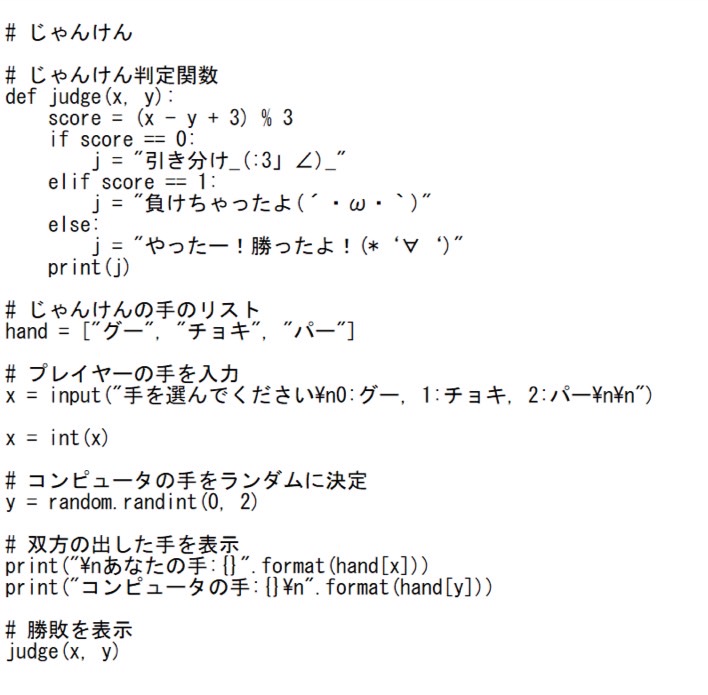 # じゃんけん
# じゃんけん判定関数
def judge(x, y):
    score = (x - y + 3) % 3
    if score == 0:
        j = "引き分け_(:3」∠)_"
    elif score == 1:
        j = "負けちゃったよ(´・ω・`)"
    else:
        j = "やったー！勝ったよ！(*‘∀‘)"
    print(j)
# じゃんけんの手のリスト
hand = ["グー", "チョキ", "パー"]
# プレイヤーの手を入力
x = input("手を選んでください¥n0:グー, 1:チョキ, 2:パー¥n¥n")
x = int(x)
# コンピュータの手をランダムに決定
y = random.randint(0, 2)
# 双方の出した手を表示
print("¥nあなたの手:{}".format(hand[x]))
print("コンピュータの手:{}¥n".format(hand[y]))
# 勝敗を表示
judge(x, y)